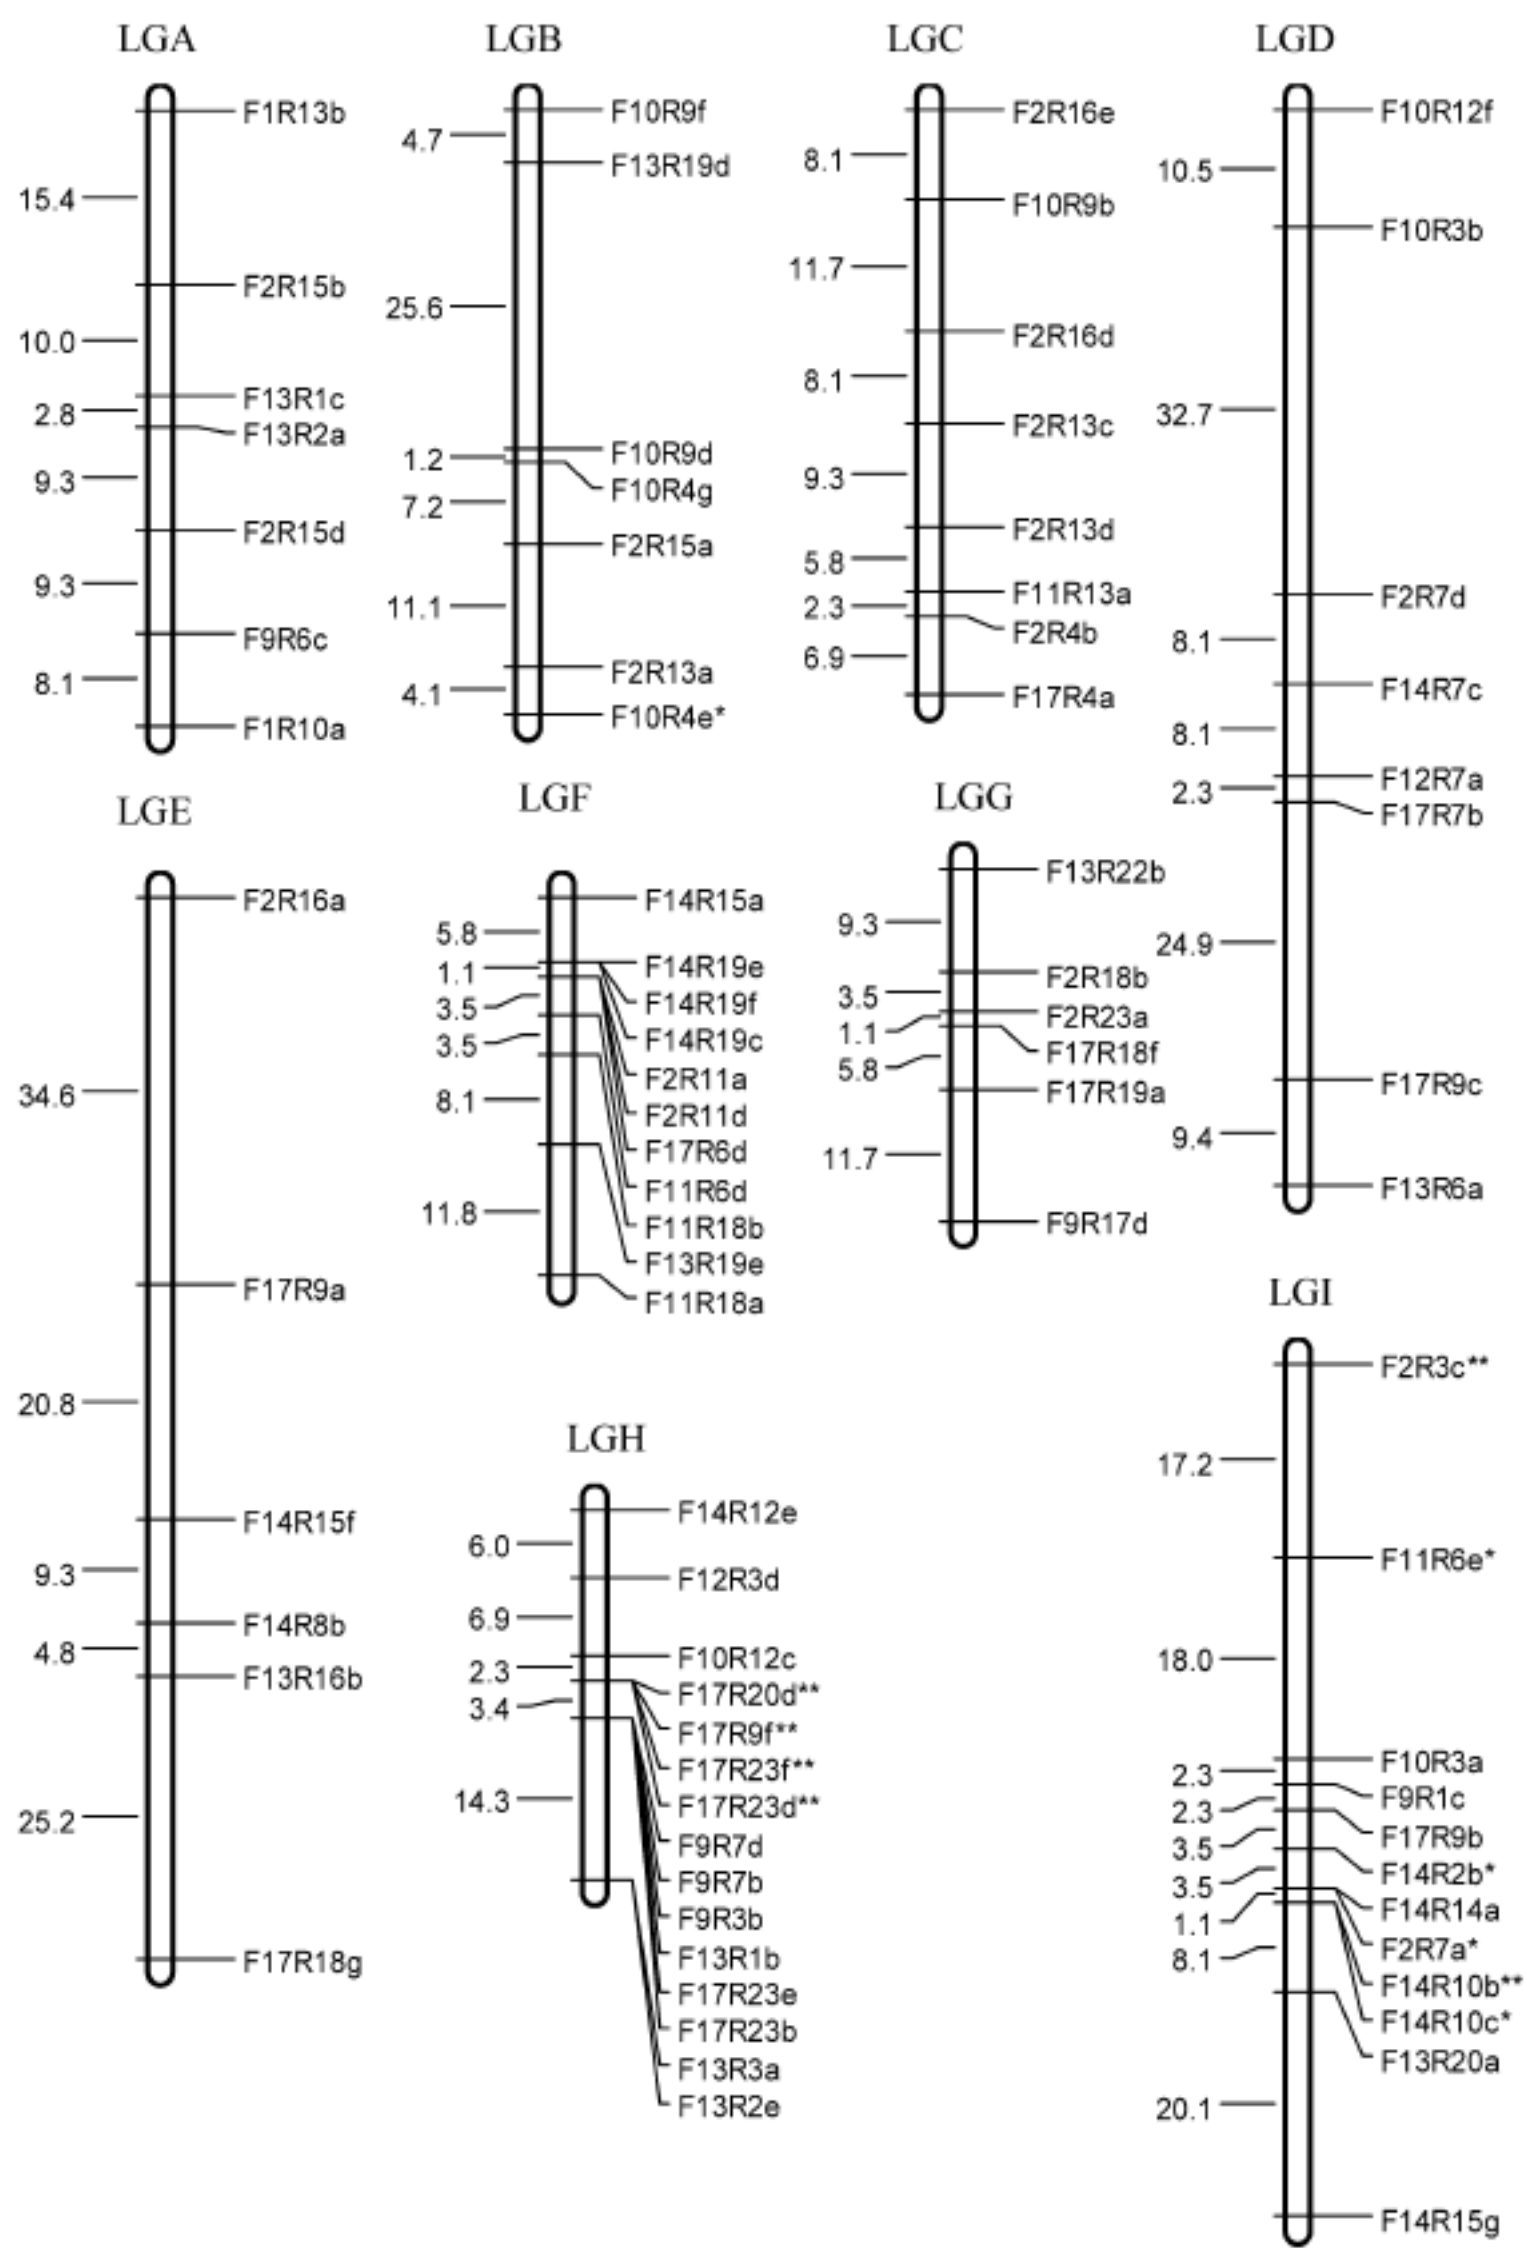 LGA
F1R13b
15.4
F2R15b
10.0
F13R1c
2.8
F13R2a
9.3
F2R15d
9.3
F9R6c
8.1
F1R10a
LGB
F10R9f
4.7
F13R19d
25.6
F10R9d
1.2
F10R4g
7.2
F2R15a
11.1
F2R13a
4.1
F10R4e*
LGC
F2R16e
8.1
F10R9b
11.7
F2R16d
8.1
F2R13c
9.3
F2R13d
5.8
F11R13a
2.3
F2R4b
6.9
F17R4a
LGD
F10R12f
10.5
F10R3b
32.7
F2R7d
8.1
F14R7c
8.1
F12R7a
2.3
F17R7b
24.9
F17R9c
9.4
F13R6a
LGE
F2R16a
34.6
F17R9a
20.8
F14R15f
9.3
F14R8b
4.8
F13R16b
25.2
F17R18g
LGF
F14R15a
5.8
F14R19e
1.1
F14R19f
3.5
F14R19c
3.5
F2R11a
8.1
F2R11d
F17R6d
F11R6d
11.8
F11R18b
F13R19e
F11R18a
LGG
F13R22b
9.3
F2R18b
3.5
F2R23a
1.1
F17R18f
5.8
F17R19a
11.7
F9R17d
LGH
F14R12e
6.0
F12R3d
6.9
F10R12c
2.3
F17R20d**
3.4
F17R9f**
F17R23f**
14.3
F17R23d**
F9R7d
F9R7b
F9R3b
F13R1b
F17R23e
F17R23b
F13R3a
F13R2e
LGI
F2R3c**
17.2
F11R6e*
18.0
F10R3a
2.3
F9R1c
2.3
F17R9b
3.5
F14R2b*
3.5
F14R14a
1.1
F2R7a*
8.1
F14R10b**
F14R10c*
F13R20a
20.1
F14R15g